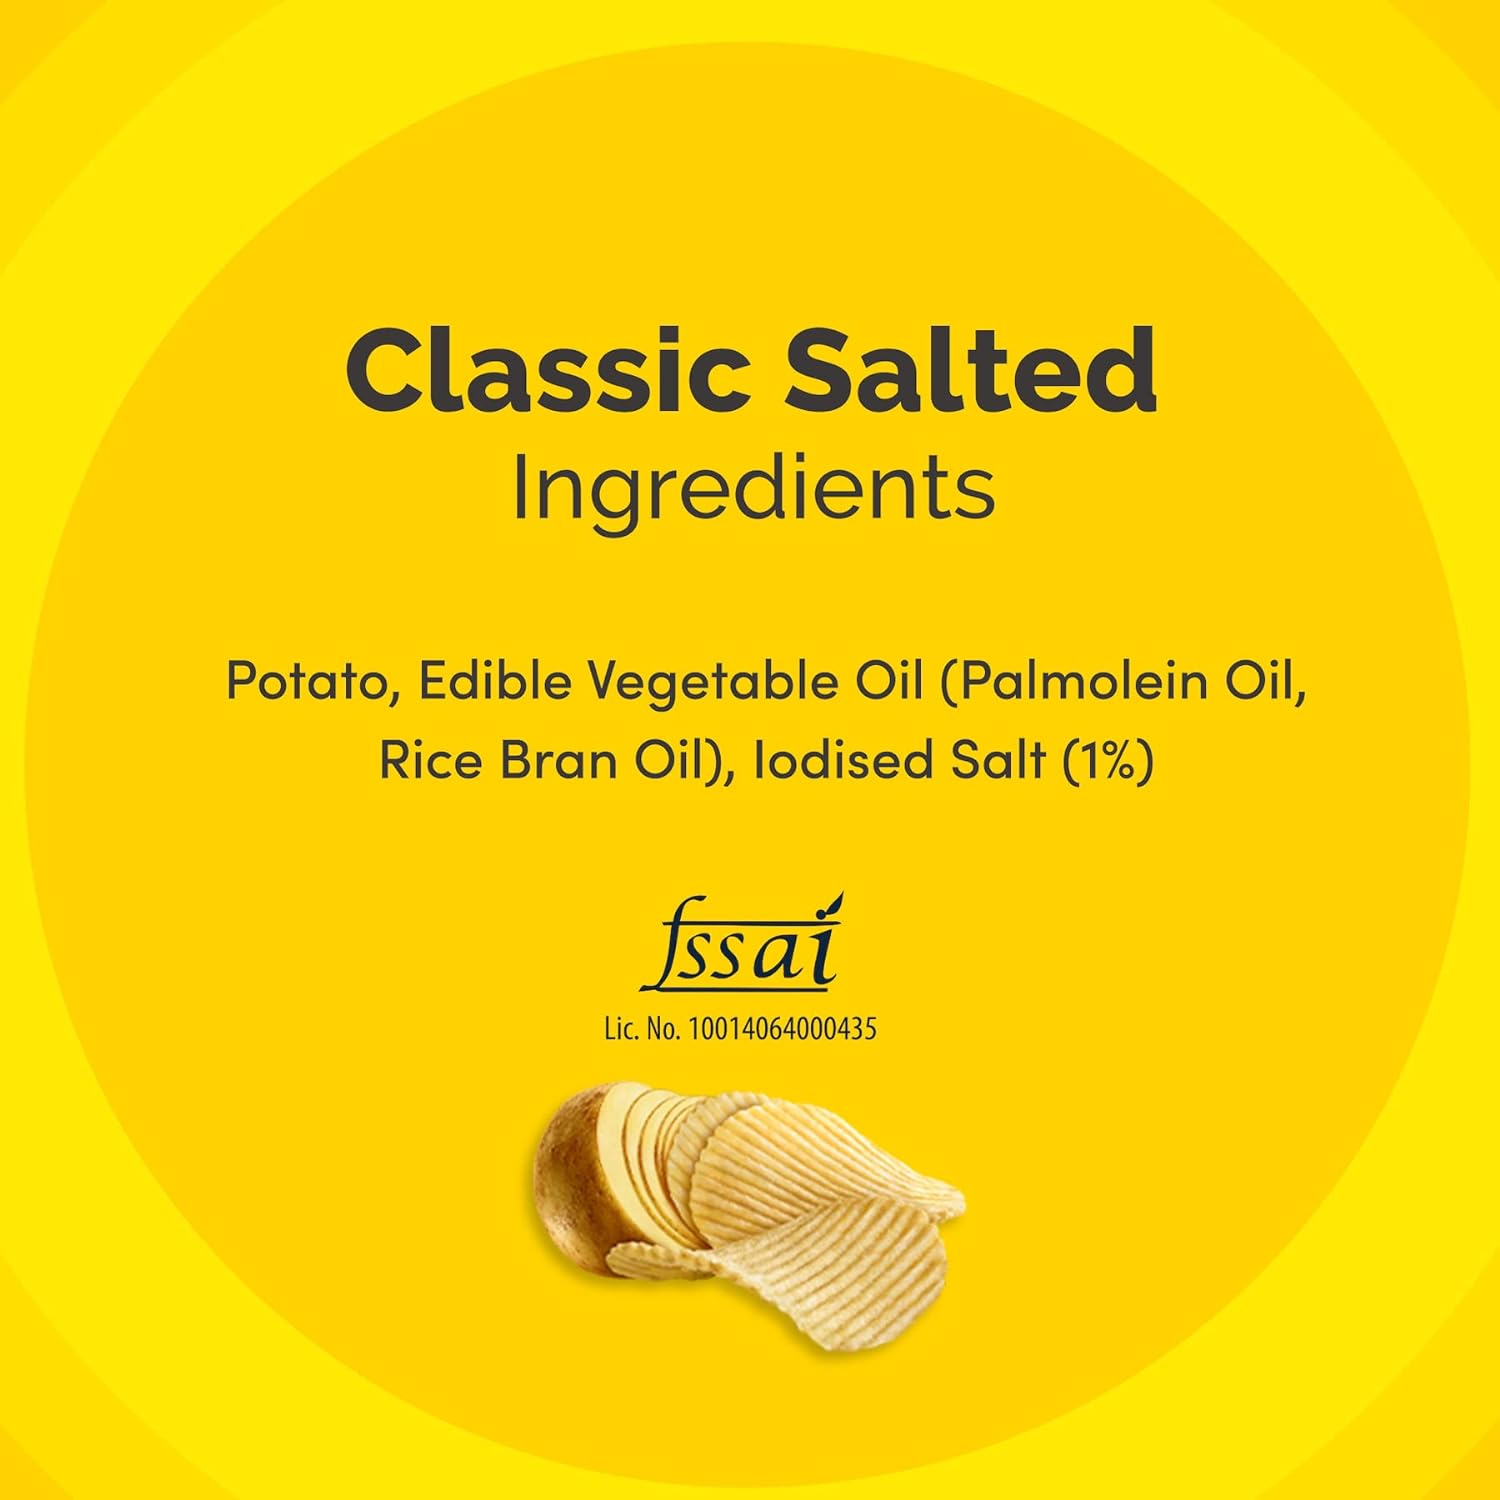 Classic Salted
Ingredients
Potato, Edible Vegetable Oil (Palmolein Oil,
Rice Bran Oil), Iodised Salt (1%)
fssai
Lic. No. 10014064000435